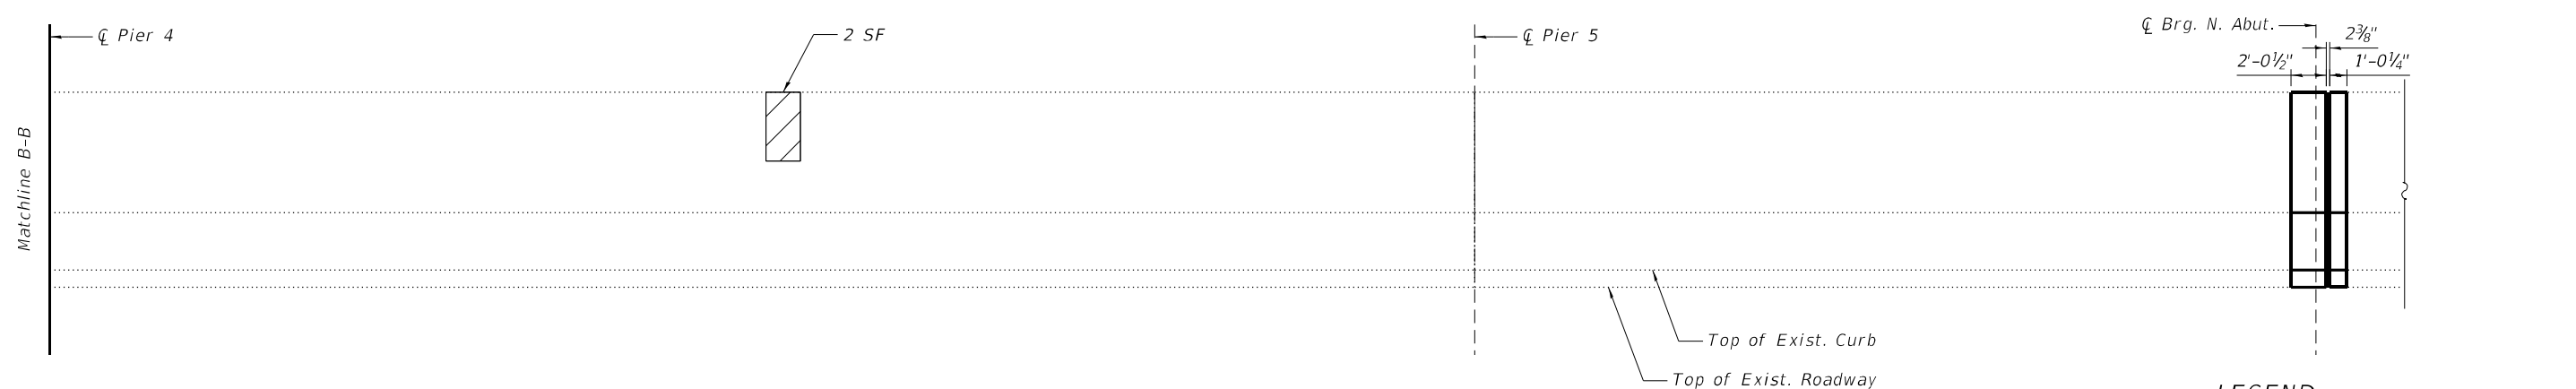 ℄ Pier 4
2 SF
℄ Pier 5
℄ Brg. N. Abut.
2⅜"
2'-0½"
1'-0¼"
Matchline B-B
Top of Exist. Curb
Top of Exist. Roadway
LEGEND